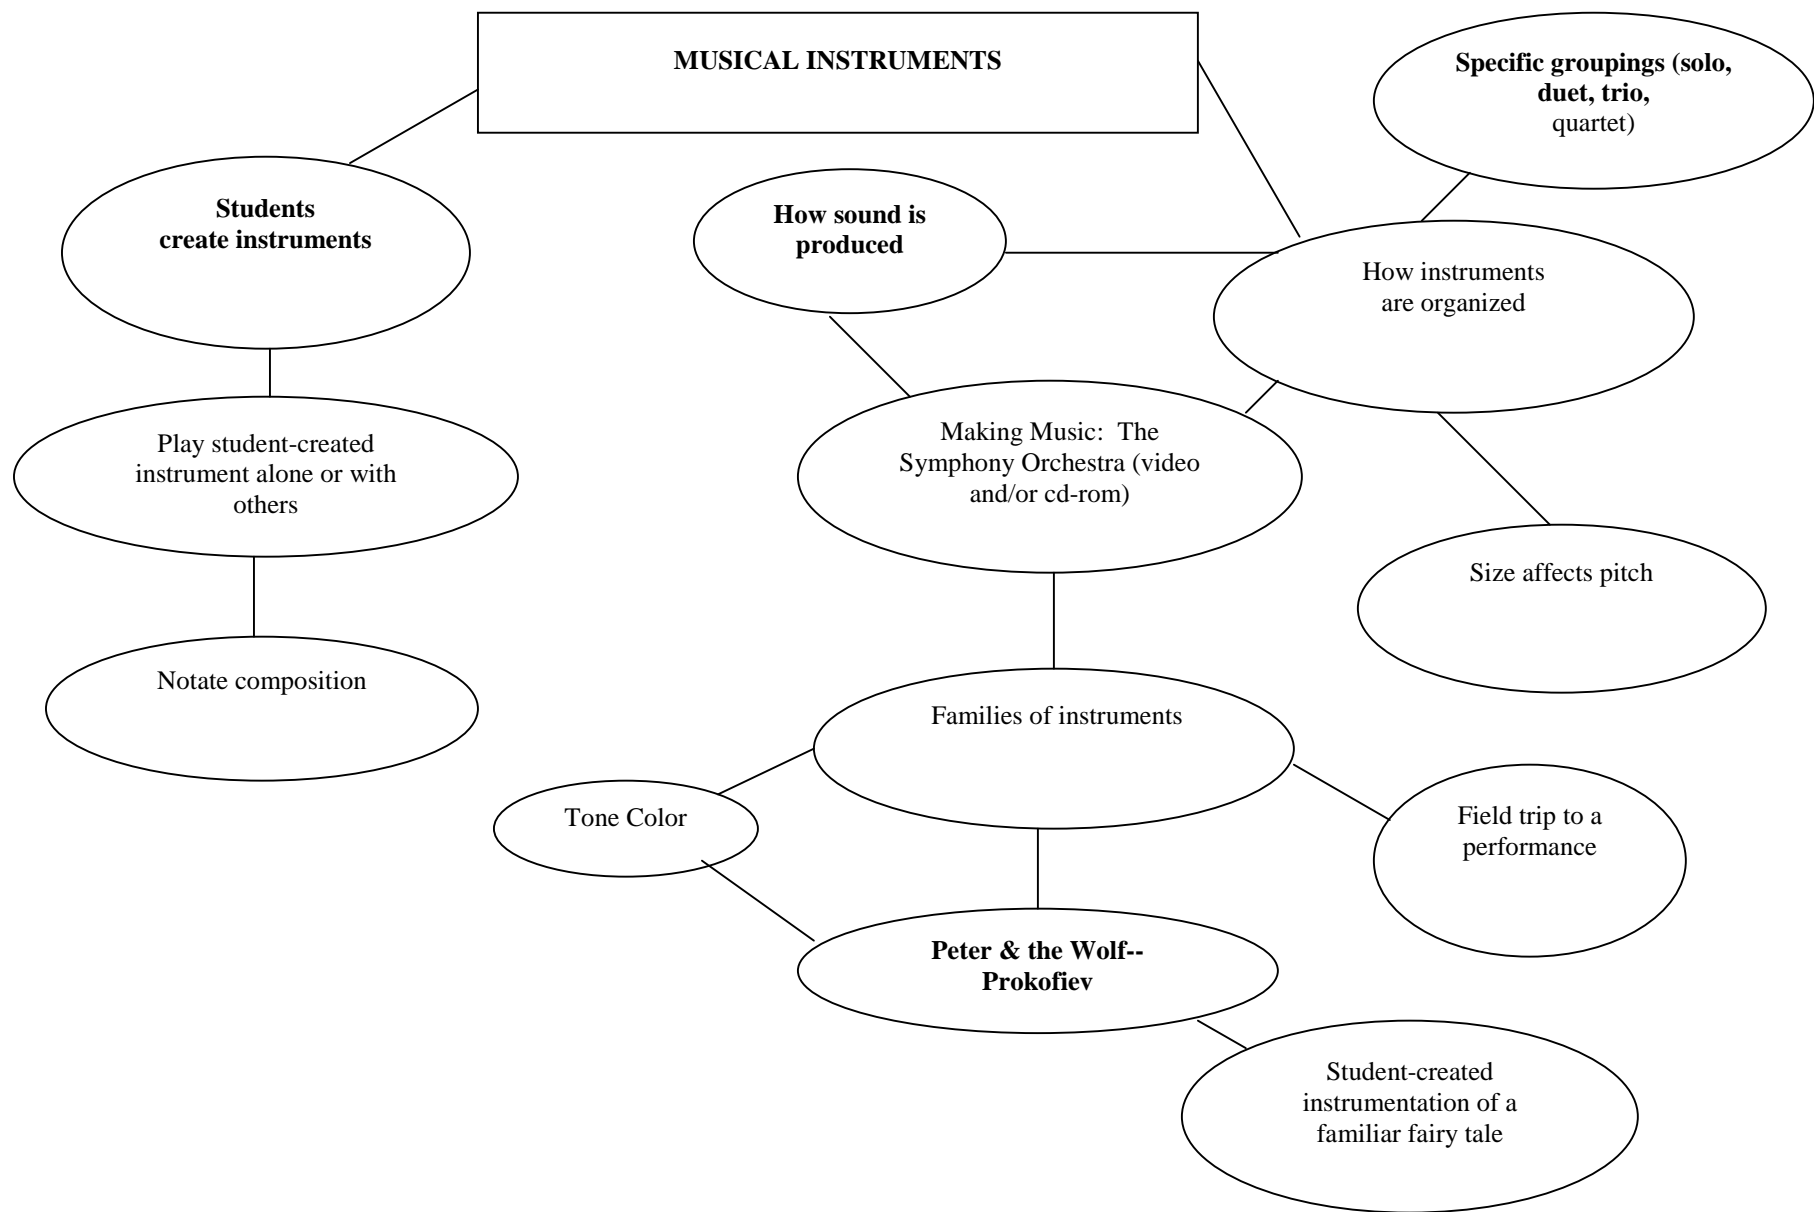 MUSICAL INSTRUMENTS
Specific groupings (solo,
duet, trio,
quartet)
Students
create instruments
How sound is
produced
How instruments
are organized
Play student-created
instrument alone or with
others
Making Music:  The
Symphony Orchestra (video
and/or cd-rom)
Size affects pitch
Notate composition
Families of instruments
Tone Color
Field trip to a
performance
Peter & the Wolf--
Prokofiev
Student-created
instrumentation of a
familiar fairy tale